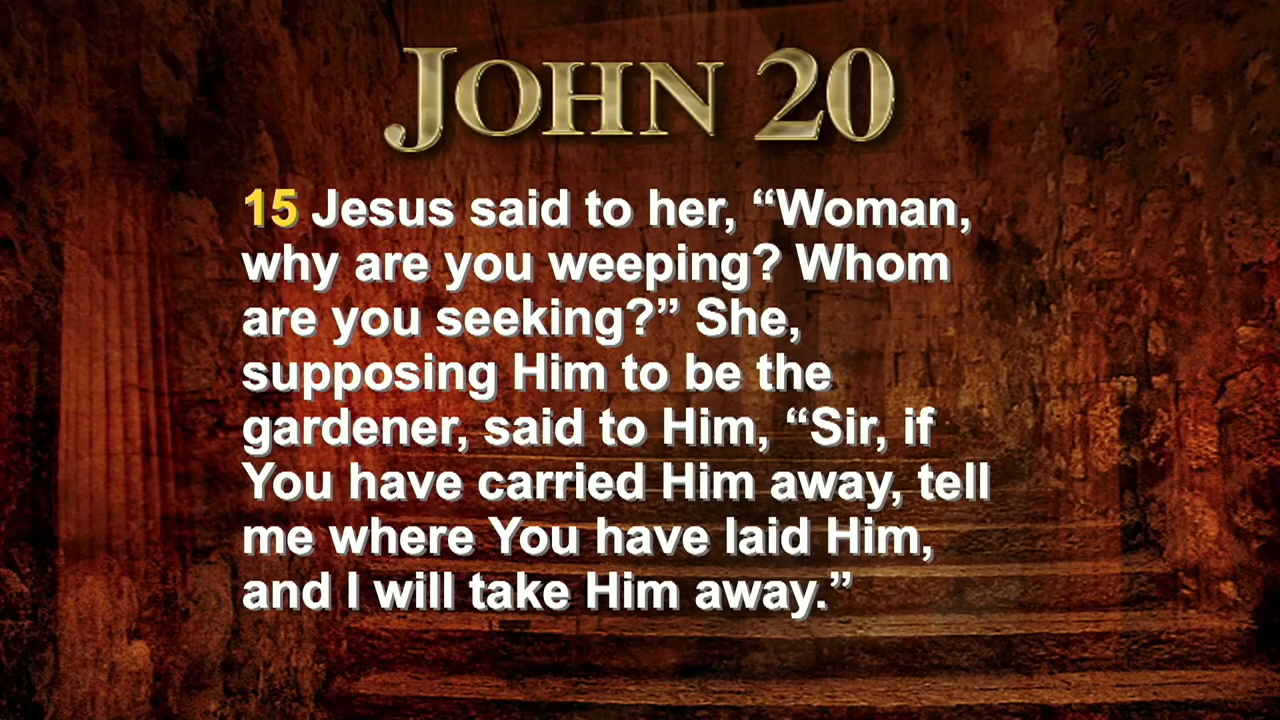 JOHN 20
15 Jesus said to her, “Woman,
why are you weeping? Whom
are you seeking?” She,
supposing Him to be the
gardener, said to Him, “Sir, if
You have carried Him away, tell
me where You have laid Him,
and I will take Him away.”